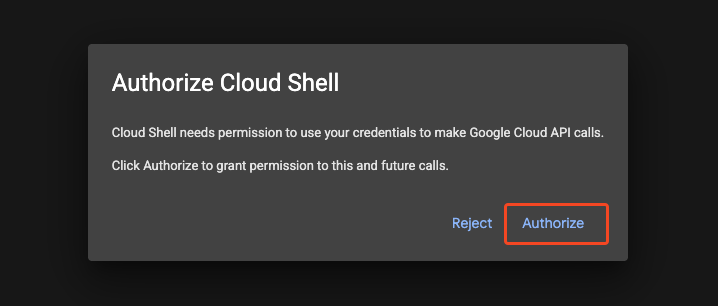 Authorize Cloud Shell
Cloud Shell needs permission to use your credentials to make Google Cloud API calls.
Click Authorize to grant permission to this and future calls.
Reject Authorize